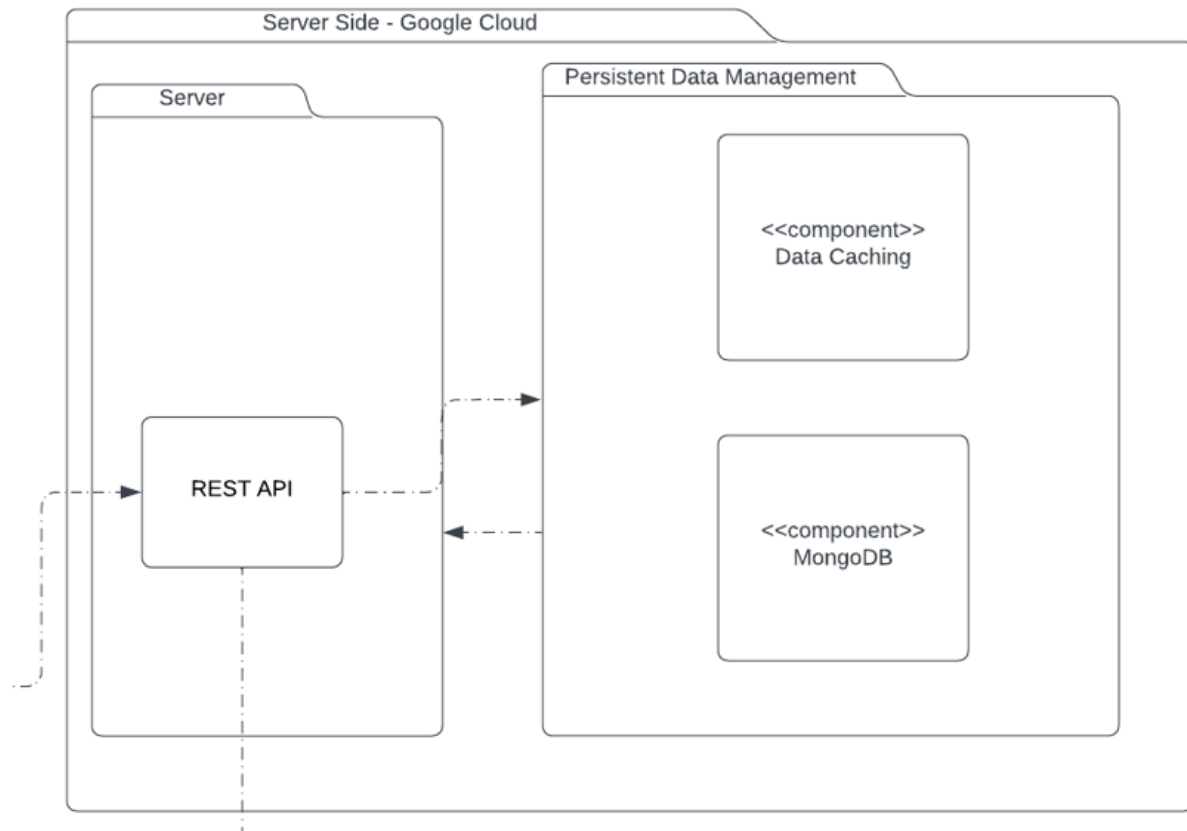 Server Side - Google Cloud
Server
Persistent Data Management
<<component>>
Data Caching
REST API
<<component>>
MongoDB